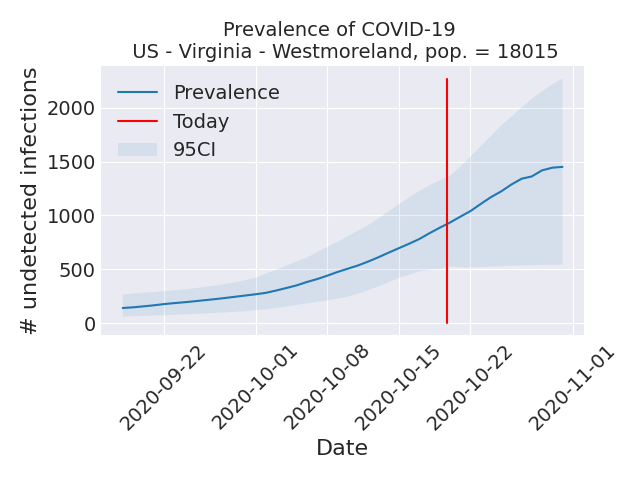 Prevalence of COVID-19
US - Virginia - Westmoreland, pop. = 18015
# undetected infections
2000
1500
1000
500
0
Prevalence
Today
95CI
2020-09-22
2020-10-01
2020-10-08
2020-10-15
2020-10-22
2020-11-01
Date